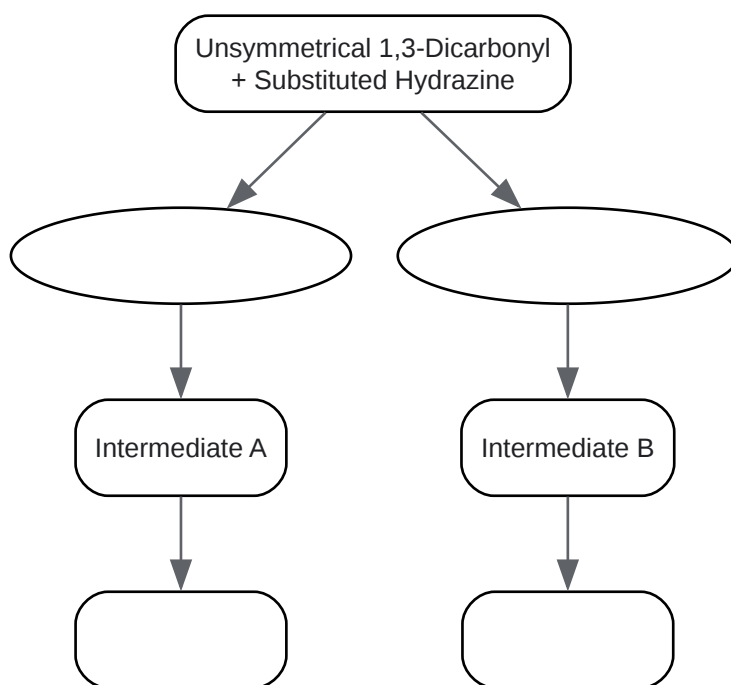 Unsymmetrical 1,3-Dicarbonyl
+ Substituted Hydrazine
Intermediate A
Intermediate B